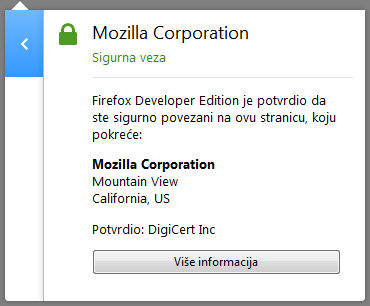 Mozilla Corporation
Sigurna veza
Firefox Developer Edition je potvrdio da
ste sigurno povezani na ovu stranicu, koju
pokreće:
Mozilla Corporation
Mountain View
California, US
Potvrdio: DigiCert Inc
Više informacija